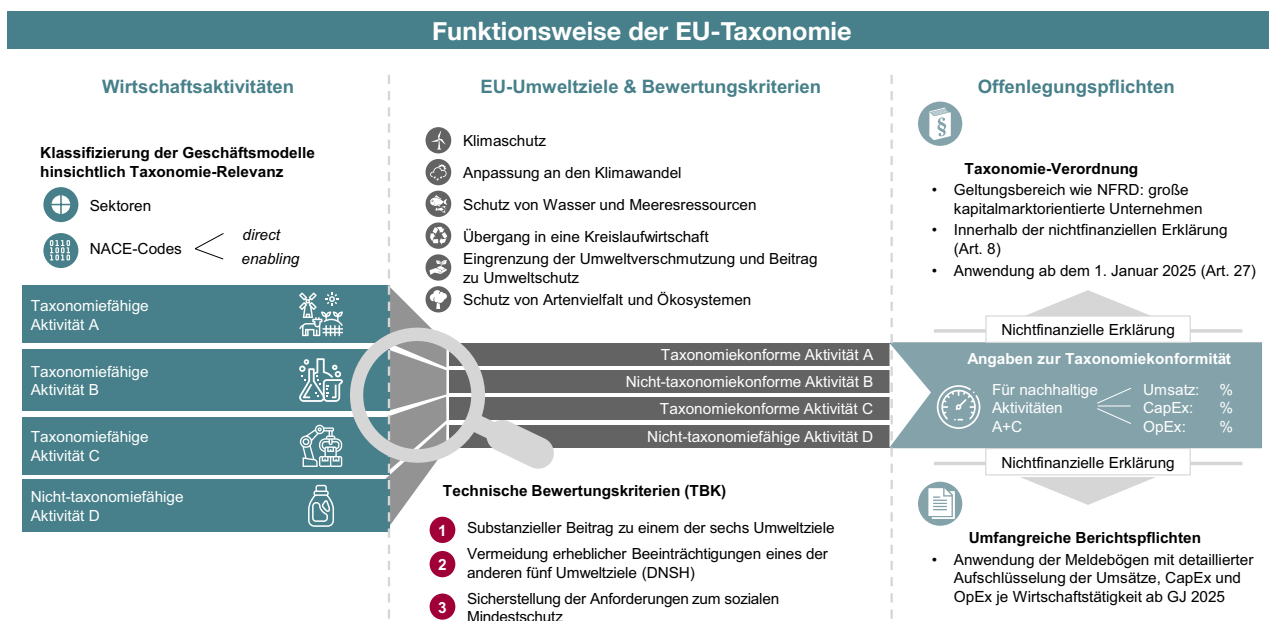 Funktionsweise der EU-Taxonomie
Wirtschaftsaktivitäten
Klassifizierung der Geschäftsmodelle
hinsichtlich Taxonomie-Relevanz
Sektoren
0110
1001
1010
NACE-Codes
direct
enabling
Taxonomiefähige
Aktivität A
Taxonomiefähige
Aktivität B
Taxonomiefähige
Aktivität C
Nicht-taxonomiefähige
Aktivität D
EU-Umweltziele & Bewertungskriterien
Klimaschutz
Anpassung an den Klimawandel
Schutz von Wasser und Meeresressourcen
Übergang in eine Kreislaufwirtschaft
Eingrenzung der Umweltverschmutzung und Beitrag
zu Umweltschutz
Schutz von Artenvielfalt und Ökosystemen
Taxonomiekonforme Aktivität A
Nicht-taxonomiekonforme Aktivität B
Taxonomiekonforme Aktivität C
Nicht-taxonomiefähige Aktivität D
Technische Bewertungskriterien (TBK)
1 Substanzieller Beitrag zu einem der sechs Umweltziele
2 Vermeidung erheblicher Beeinträchtigungen eines der
anderen fünf Umweltziele (DNSH)
3 Sicherstellung der Anforderungen zum sozialen
Mindestschutz
Offenlegungspflichten
§
Taxonomie-Verordnung
• Geltungsbereich wie NFRD: große
kapitalmarktorientierte Unternehmen
• Innerhalb der nichtfinanziellen Erklärung
(Art. 8)
• Anwendung ab dem 1. Januar 2025 (Art. 27)
Nichtfinanzielle Erklärung
Angaben zur Taxonomiekonformität
Für nachhaltige
Aktivitäten
A+C
Umsatz: %
CapEx: %
OpEx: %
Nichtfinanzielle Erklärung
Umfangreiche Berichtspflichten
• Anwendung der Meldebögen mit detaillierter
Aufschlüsselung der Umsätze, CapEx und
OpEx je Wirtschaftstätigkeit ab GJ 2025